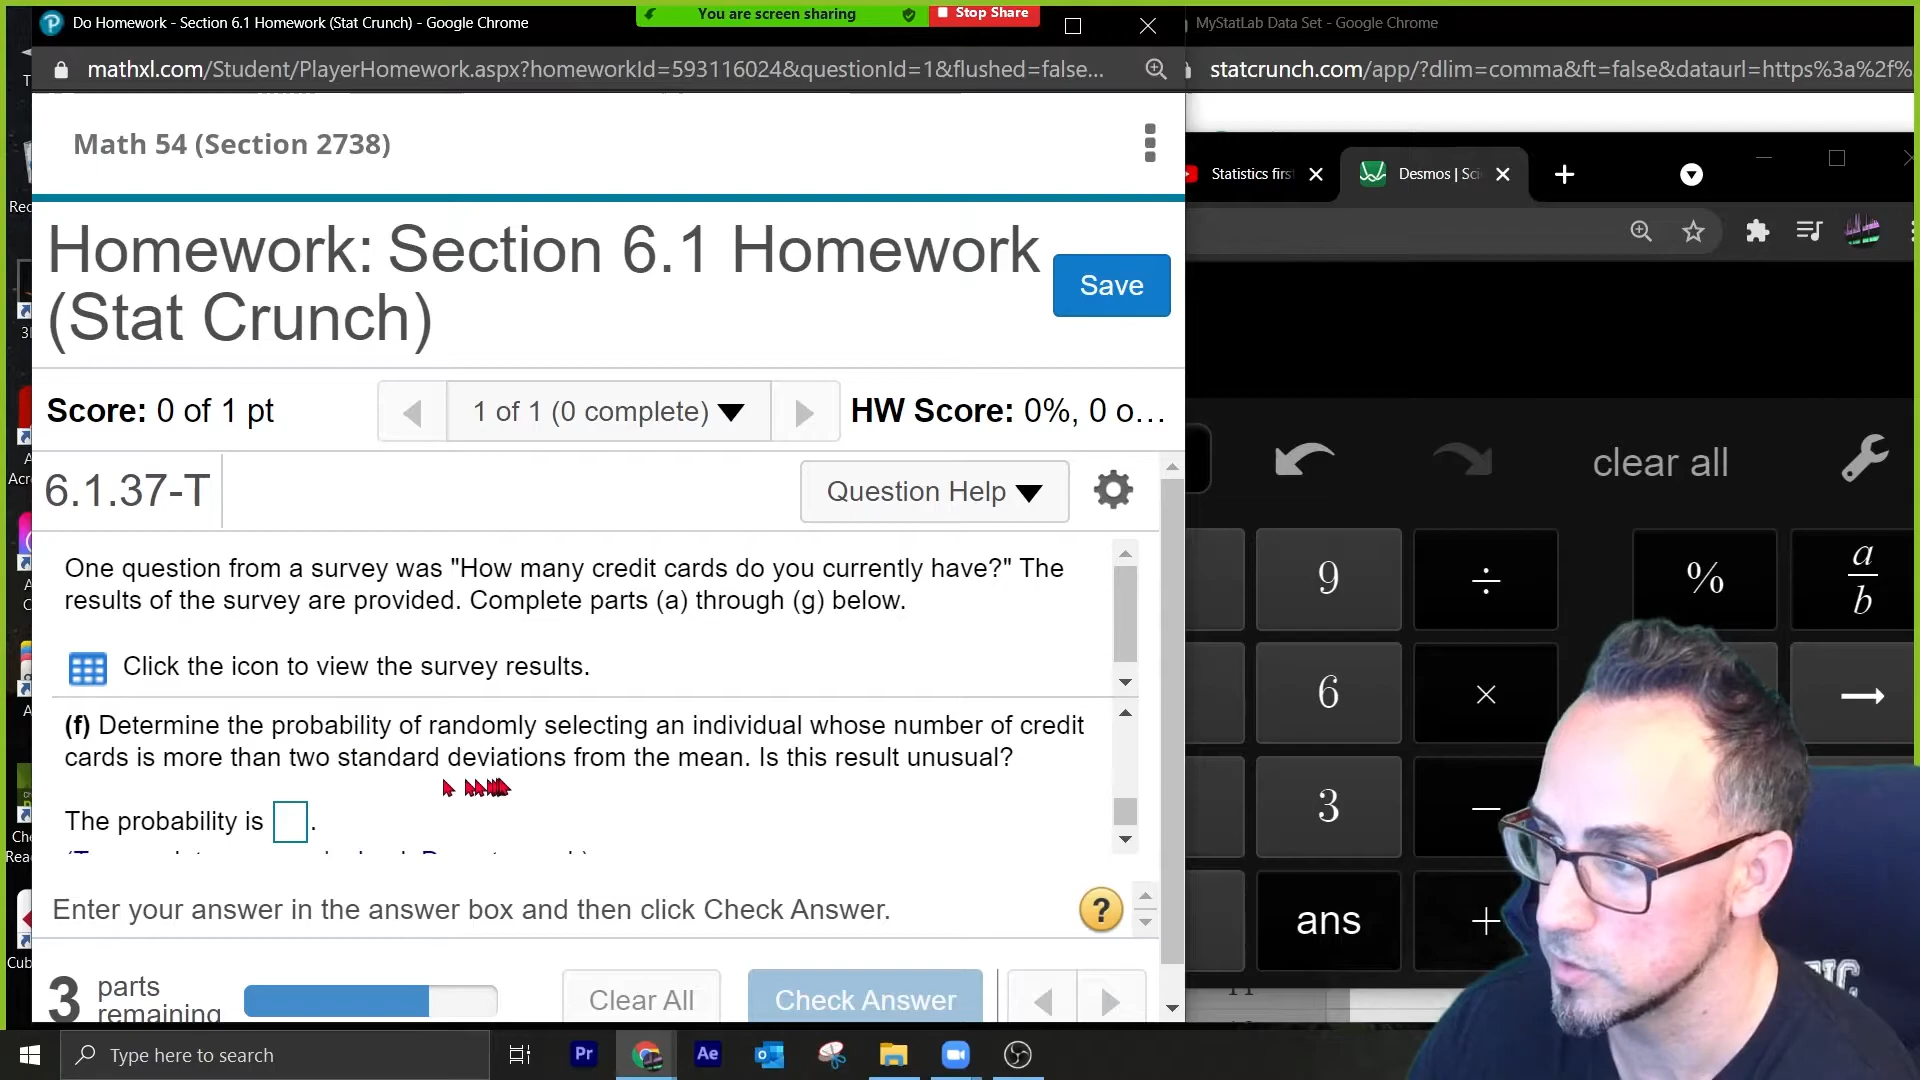 Do Homework - Section 6.1 Homework (Stat Crunch) - Google Chrome
You are screen sharing
Stop Share
MyStatLab Data Set - Google Chrome
mathxl.com/Student/PlayerHomework.aspx?homeworkId=593116024&questionId=1&flushed=false...
statcrunch.com/app/?dlim=comma&ft=false&dataurl=https%3a%2f%
Math 54 (Section 2738)
Statistics firs
Desmos | Sci
Homework: Section 6.1 Homework
(Stat Crunch)
Save
Score: 0 of 1 pt
1 of 1 (0 complete)
HW Score: 0%, 0 o...
clear all
6.1.37-T
Question Help
One question from a survey was "How many credit cards do you currently have?" The
results of the survey are provided. Complete parts (a) through (g) below.
Click the icon to view the survey results.
9 ÷ % a/b
6 ×
3 −
ans +
(f) Determine the probability of randomly selecting an individual whose number of credit
cards is more than two standard deviations from the mean. Is this result unusual?
The probability is .
Enter your answer in the answer box and then click Check Answer.
?
3 parts
remaining
Clear All
Check Answer
Type here to search
Pr
Ae